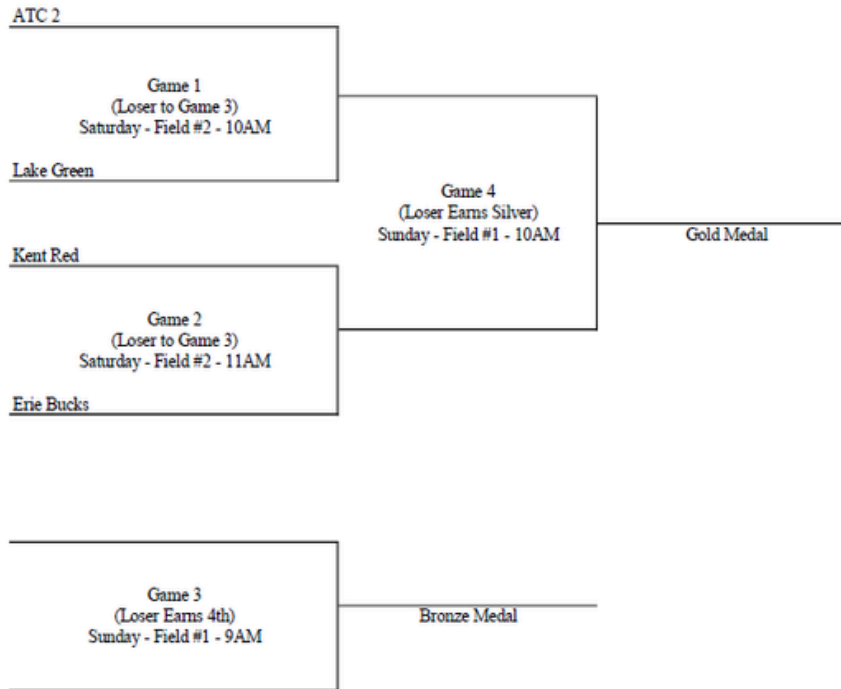 ATC 2
Game 1
(Loser to Game 3)
Saturday - Field #2 - 10AM
Lake Green
Game 4
(Loser Earns Silver)
Sunday - Field #1 - 10AM
Gold Medal
Kent Red
Game 2
(Loser to Game 3)
Saturday - Field #2 - 11AM
Erie Bucks
Game 3
(Loser Earns 4th)
Sunday - Field #1 - 9AM
Bronze Medal